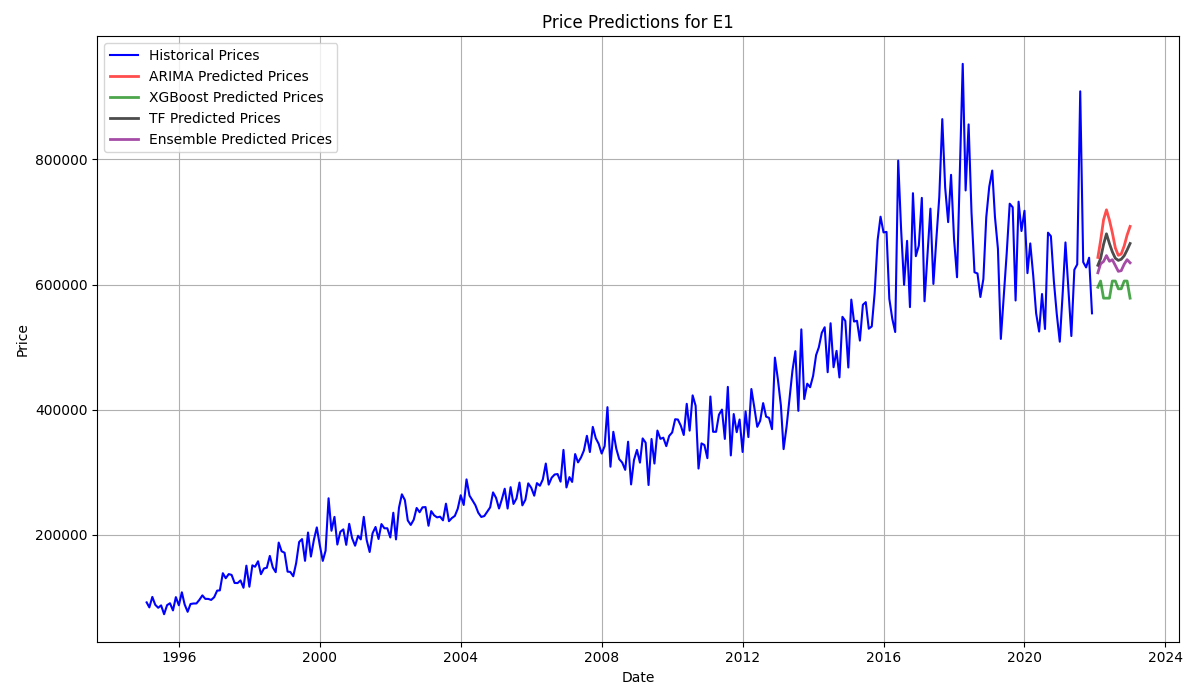 Price Predictions for E1
Historical Prices
ARIMA Predicted Prices
XGBoost Predicted Prices
TF Predicted Prices
Ensemble Predicted Prices
Price
800000
600000
400000
200000
1996 2000 2004 2008 2012 2016 2020 2024
Date